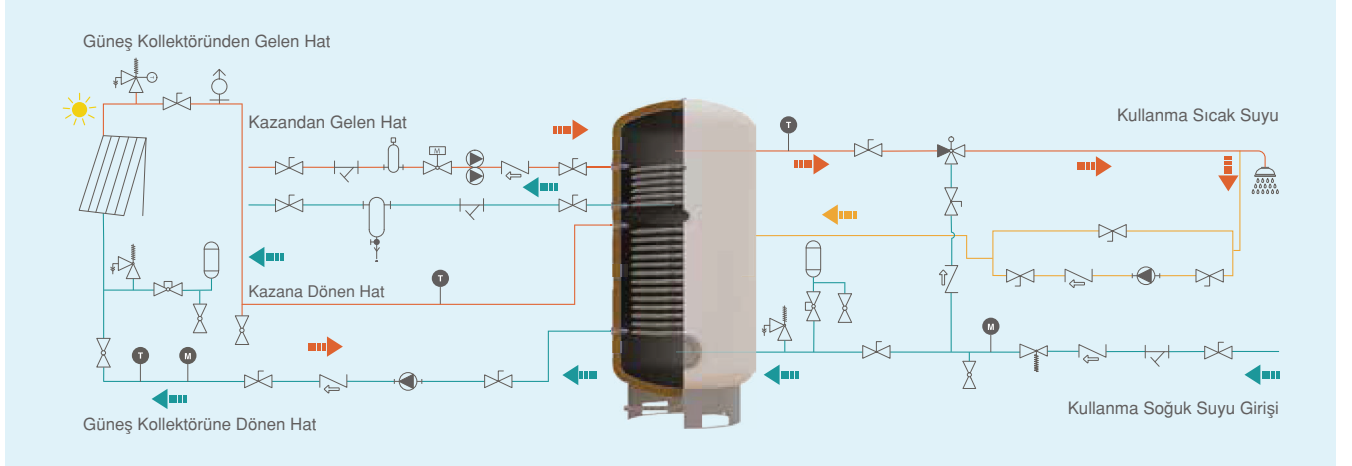 Güneş Kollektöründen Gelen Hat
Kazandan Gelen Hat
M
T
Kullanma Sıcak Suyu
Kazana Dönen Hat
T
T
M
M
Güneş Kollektörüne Dönen Hat
Kullanma Soğuk Suyu Girişi